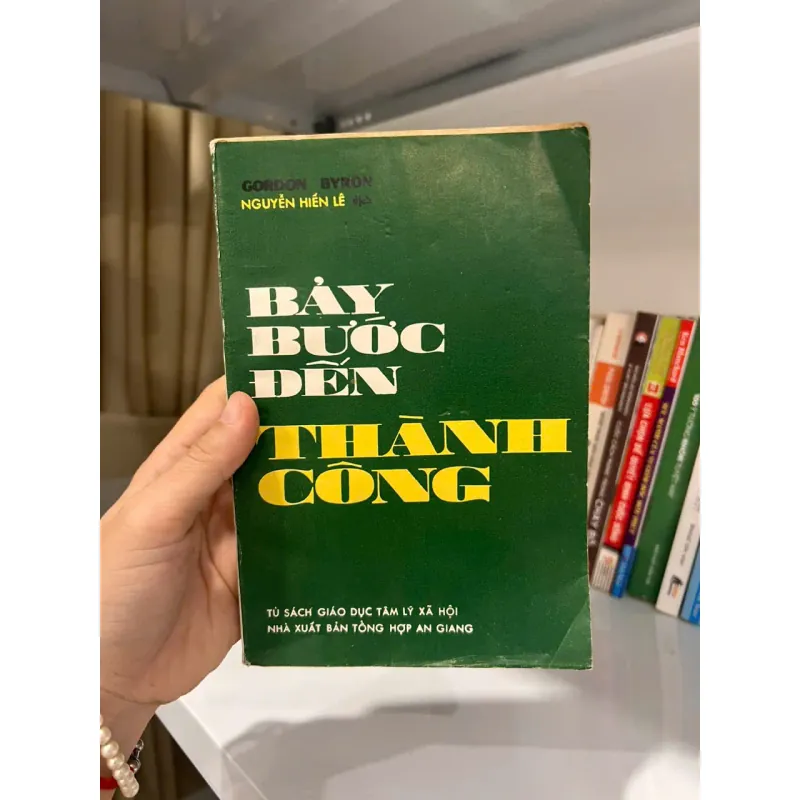 GORDON BYRON
NGUYỄN HIẾN LÊ dịch
BẢY
BƯỚC
ĐẾN
THÀNH
CÔNG
TỦ SÁCH GIÁO DỤC TÂM LÝ XÃ HỘI
NHÀ XUẤT BẢN TỔNG HỢP AN GIANG